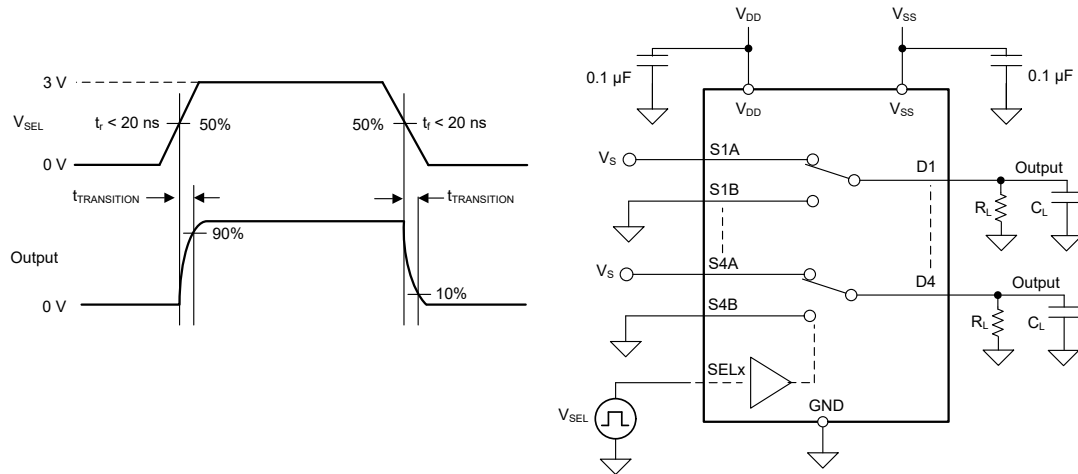 3 V
V_SEL
t_r < 20 ns
50%
50%
t_f < 20 ns
0 V
t_TRANSITION
t_TRANSITION
90%
Output
10%
0 V
V_DD
V_SS
0.1 µF
0.1 µF
V_DD
V_SS
V_S
S1A
D1
Output
S1B
R_L
C_L
V_S
S4A
D4
Output
S4B
R_L
C_L
SELx
V_SEL
GND